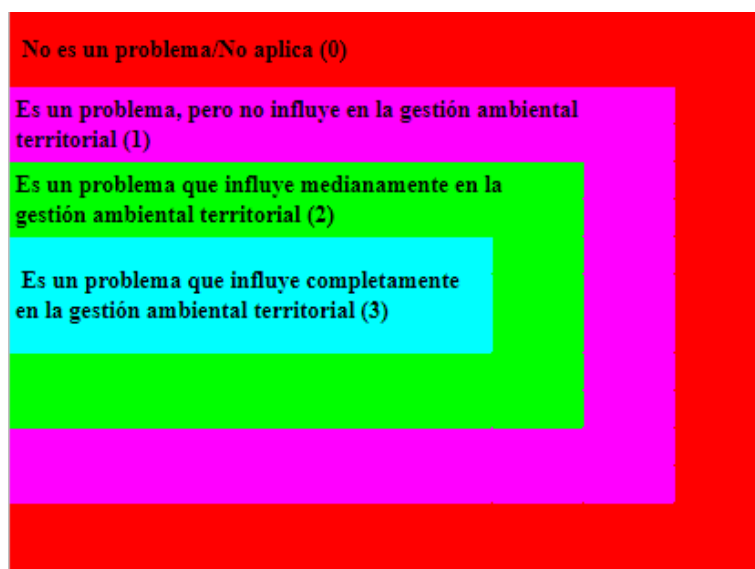 No es un problema/No aplica (0)
Es un problema, pero no influye en la gestión ambiental
territorial (1)
Es un problema que influye medianamente en la
gestión ambiental territorial (2)
Es un problema que influye completamente
en la gestión ambiental territorial (3)